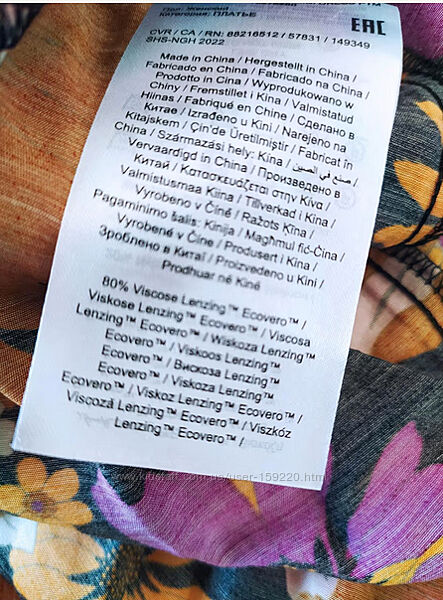 Категория: ПЛАТЬЕ
EAC
CVR / CA / RN: 88216512 / 57831 / 149349
SHS-NGH 2022
Made in China / Hergestellt in China /
Fabricado en China / Fabricado na China /
Prodotto in Cina / Wyprodukowano w
Chiny / Fremstillet i Kina / Valmistatud
Hiinas / Fabriqué en Chine / Сделано в
Китае / Izrađeno u Kini / Narejeno na
Kitajskem / Çin'de Üretilmiştir / Fabricat în
China / Származási hely: Kína / صنع في الصين /
Vervaardigd in China / Произведено в
Китай / Κατασκευάζεται στην Κίνα /
Valmistusmaa Kiina / Tillverkad i Kina /
Vyrobeno v Číně / Ražots Ķīna /
Pagaminimo šalis: Kinija / Maghmul fiċ-Ċina /
Vyrobené v Číne / Produsert i Kina /
Зроблено в Китаї / Proizvedeno u Kini /
Prodhuar në Kinë
80% Viscose Lenzing™ Ecovero™ /
Viskose Lenzing™ Ecovero™ / Viscosa
Lenzing™ Ecovero™ / Wiskoza Lenzing™
Ecovero™ / Viskoos Lenzing™
Ecovero™ / Вискоза Lenzing™
Ecovero™ / Viskoza Lenzing™
Ecovero™ / Viskoz Lenzing™ Ecovero™ /
Viscoză Lenzing™ Ecovero™ / Viszkóz
Lenzing™ Ecovero™ /